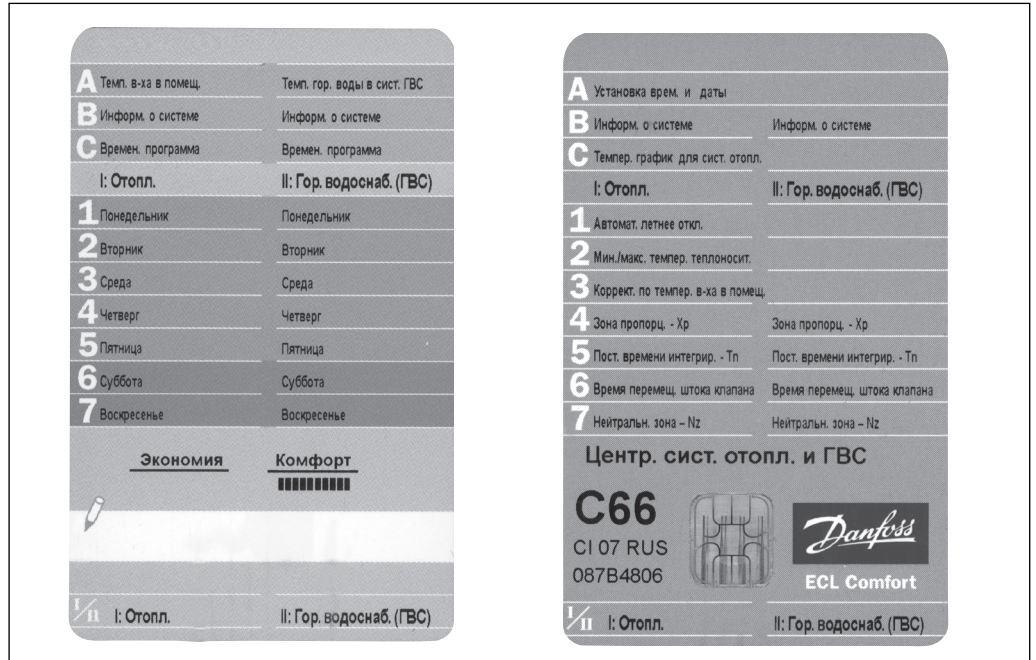 A Темп. в-ха в помещ. Темп. гор. воды в сист. ГВС
B Информ. о системе Информ. о системе
C Времен. программа Времен. программа
I: Отопл. II: Гор. водоснаб. (ГВС)
1 Понедельник Понедельник
2 Вторник Вторник
3 Среда Среда
4 Четверг Четверг
5 Пятница Пятница
6 Суббота Суббота
7 Воскресенье Воскресенье
Экономия Комфорт
I/II I: Отопл. II: Гор. водоснаб. (ГВС)
A Установка врем. и даты
B Информ. о системе Информ. о системе
C Темпер. график для сист. отопл.
I: Отопл. II: Гор. водоснаб. (ГВС)
1 Автомат. летнее откл.
2 Мин./макс. темпер. теплоносит.
3 Коррект. по темпер. в-ха в помещ.
4 Зона пропорц. - Xp Зона пропорц. - Xp
5 Пост. времени интегрир. - Tn Пост. времени интегрир. - Tn
6 Время перемещ. штока клапана Время перемещ. штока клапана
7 Нейтральн. зона – Nz Нейтральн. зона – Nz
Центр. сист. отопл. и ГВС
C66
CI 07 RUS
087B4806
Danfoss
ECL Comfort
I/II I: Отопл. II: Гор. водоснаб. (ГВС)